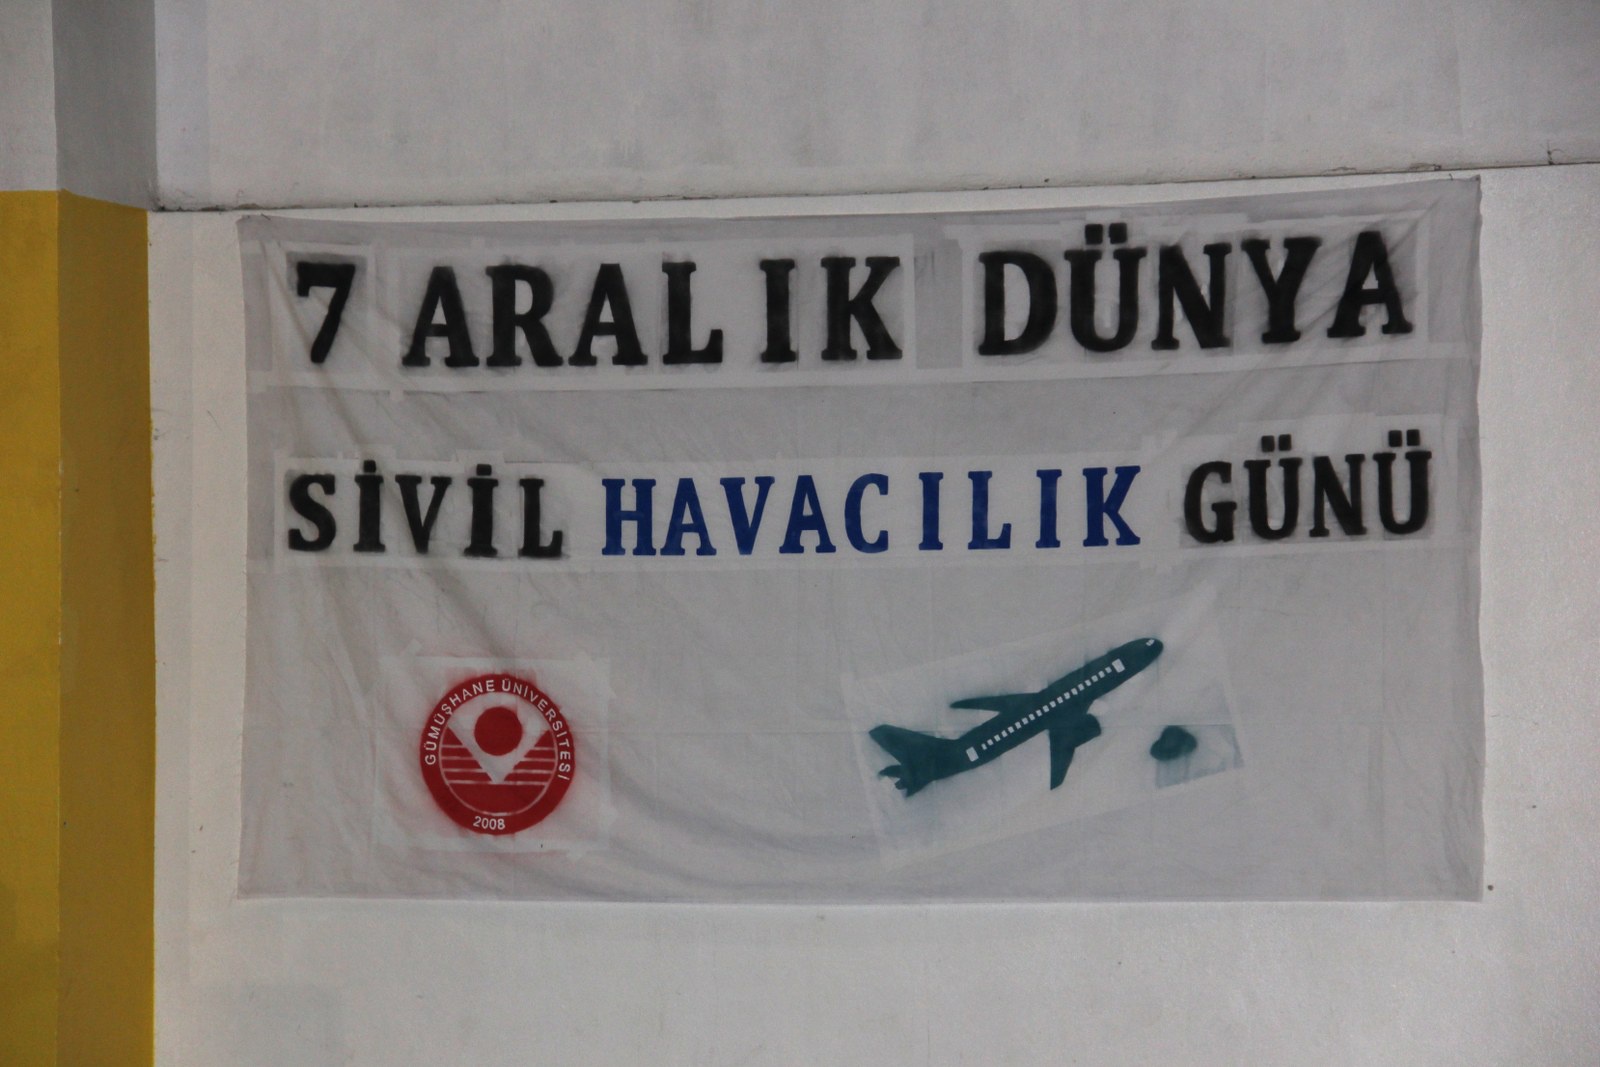 7 ARALIK DÜNYA
SİVİL HAVACILIK GÜNÜ
GÜMÜŞHANE ÜNİVERSİTESİ
2008